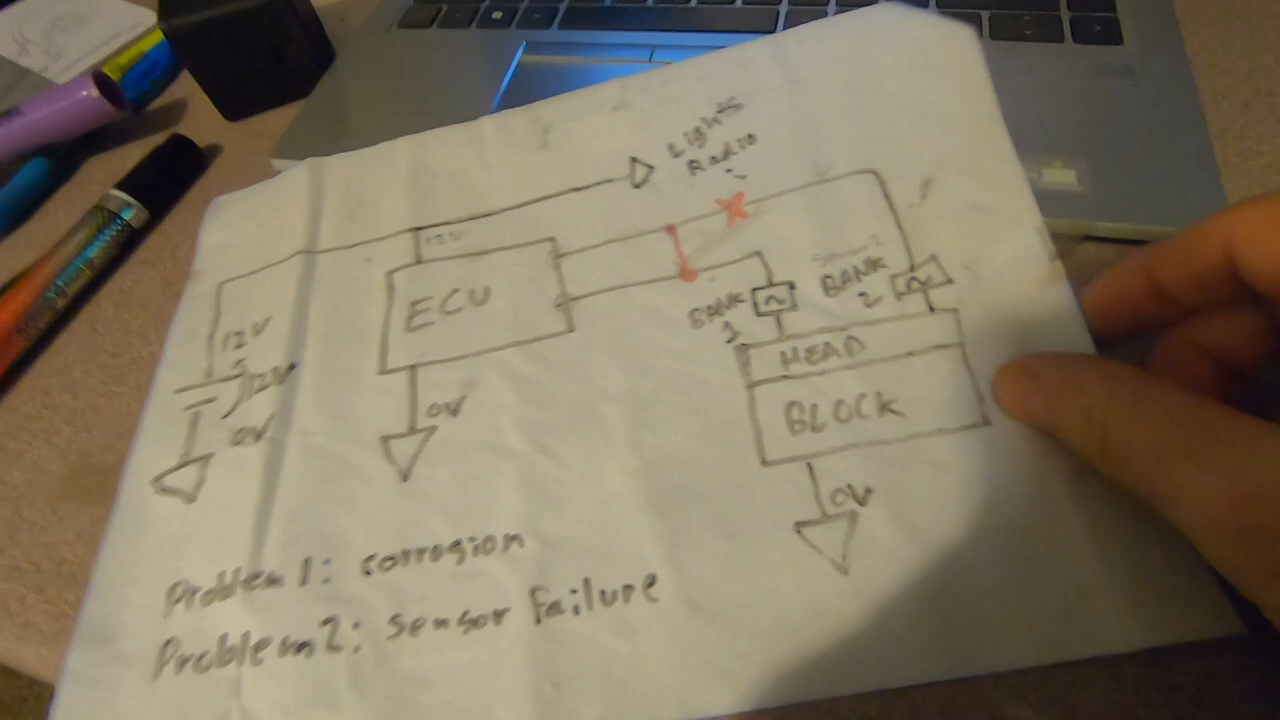 Lights
Radio
12V
ECU
12V
12V
0V
0V
BANK
1
BANK
2
HEAD
BLOCK
0V
Problem 1: corrosion
Problem 2: sensor failure